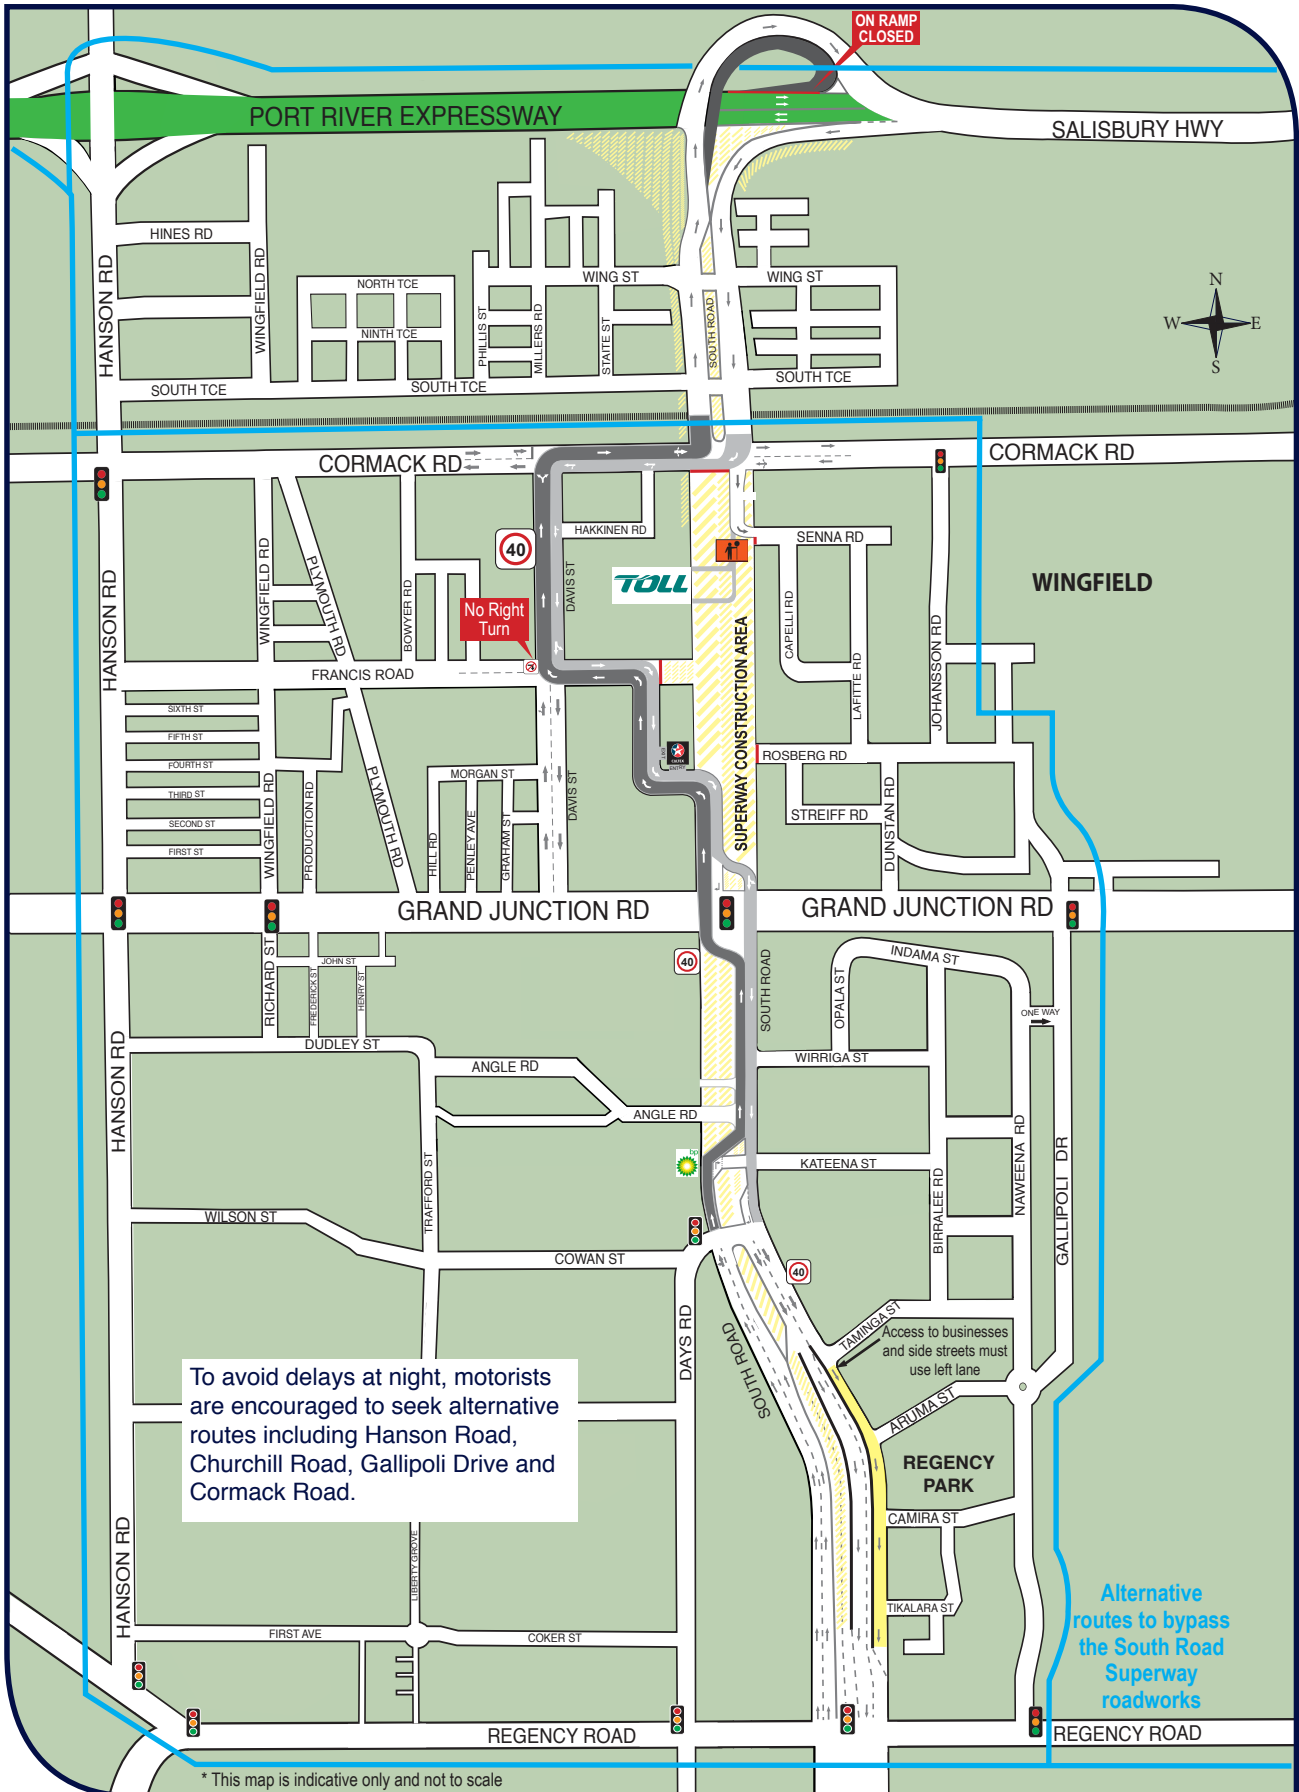 ON RAMP
CLOSED
PORT RIVER EXPRESSWAY
SALISBURY HWY
HINES RD
HANSON RD
WINGFIELD RD
NORTH TCE
NINTH TCE
PHILLIS ST
MILLERS RD
STAITE ST
WING ST
WING ST
SOUTH ROAD
SOUTH TCE
SOUTH TCE
SOUTH TCE
N
W
E
S
CORMACK RD
CORMACK RD
HAKKINEN RD
40
DAVIS ST
TOLL
SENNA RD
WINGFIELD
HANSON RD
WINGFIELD RD
PLYMOUTH RD
BOWYER RD
No Right
Turn
FRANCIS ROAD
CAPELLI RD
LAFITTE RD
JOHANSSON RD
SUPERWAY CONSTRUCTION AREA
SIXTH ST
FIFTH ST
FOURTH ST
THIRD ST
SECOND ST
FIRST ST
WINGFIELD RD
PRODUCTION RD
PLYMOUTH RD
MORGAN ST
HILL RD
PENLEY AVE
GRAHAM ST
DAVIS ST
EXIT
CALTEX
ENTRY
ROSBERG RD
STREIFF RD
DUNSTAN RD
GRAND JUNCTION RD
GRAND JUNCTION RD
RICHARD ST
JOHN ST
FREDERICK ST
HENRY ST
DUDLEY ST
HANSON RD
40
SOUTH ROAD
OPALA ST
INDAMA ST
ONE WAY
WIRRIGA ST
ANGLE RD
ANGLE RD
TRAFFORD ST
bp
KATEENA ST
BIRRALEE RD
NAWEENA RD
GALLIPOLI DR
WILSON ST
COWAN ST
40
DAYS RD
SOUTH ROAD
TAMINGA ST
Access to businesses
and side streets must
use left lane
ARUMA ST
To avoid delays at night, motorists
are encouraged to seek alternative
routes including Hanson Road,
Churchill Road, Gallipoli Drive and
Cormack Road.
REGENCY
PARK
CAMIRA ST
HANSON RD
LIBERTY GROVE
TIKALARA ST
Alternative
routes to bypass
the South Road
Superway
roadworks
FIRST AVE
COKER ST
REGENCY ROAD
REGENCY ROAD
* This map is indicative only and not to scale